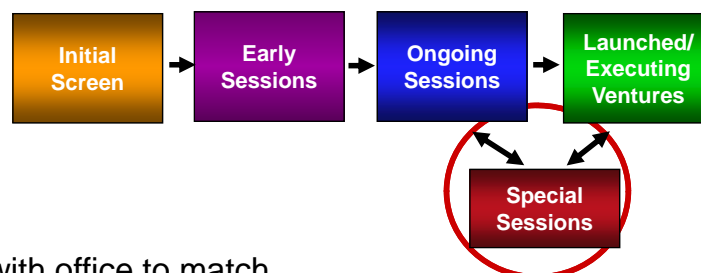 Initial
Screen
Early
Sessions
Ongoing
Sessions
Launched/
Executing
Ventures
Special
Sessions
with office to match